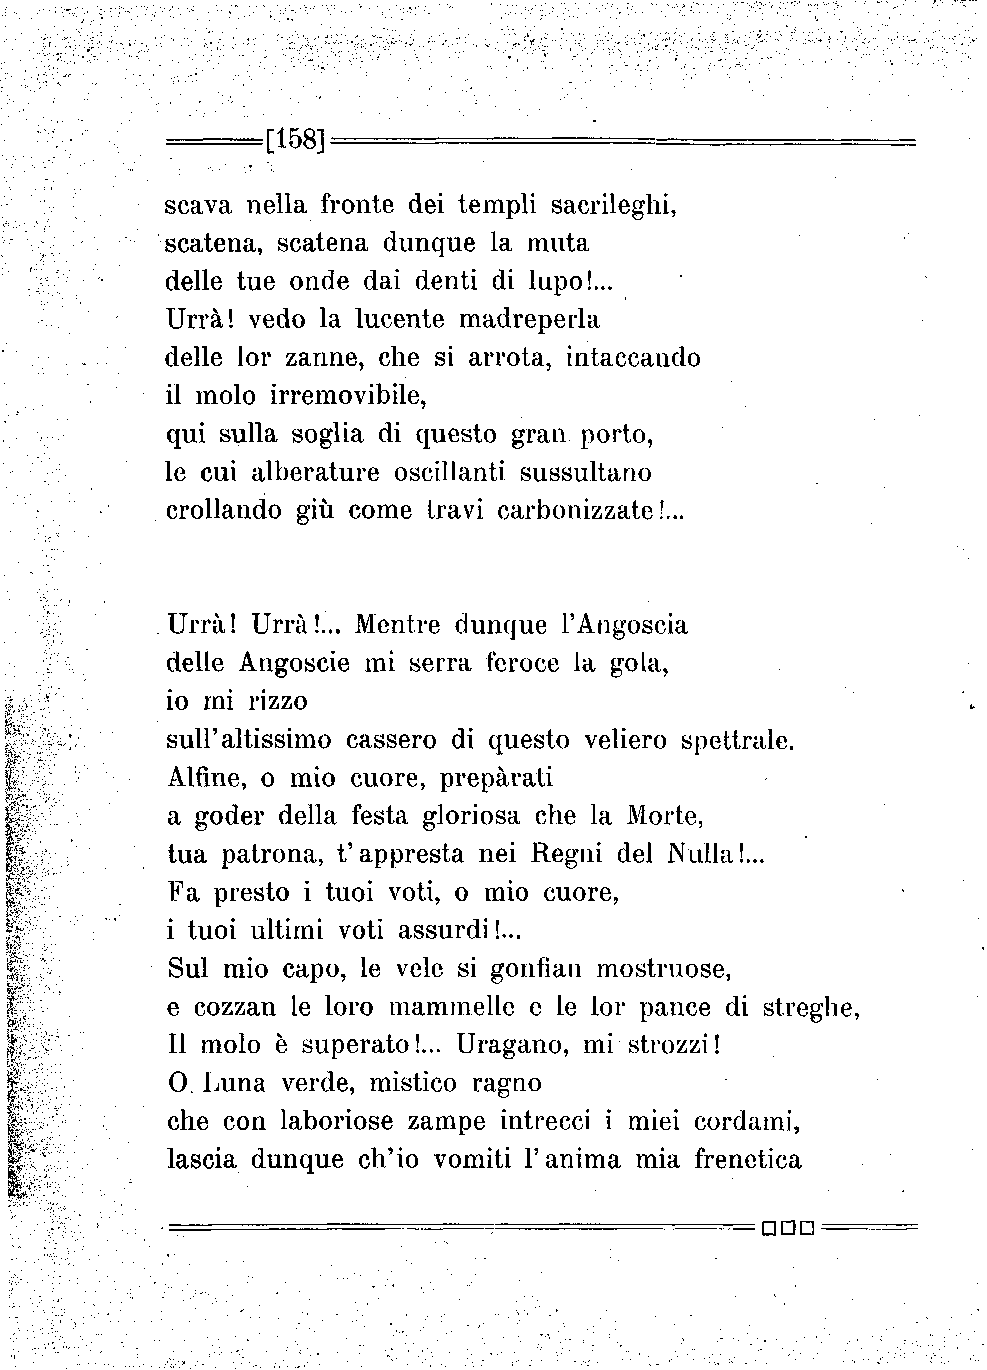 [158]
scava nella fronte dei templi sacrileghi,
scatena, scatena dunque la muta
delle tue onde dai denti di lupo!...
Urrà! vedo la lucente madreperla
delle lor zanne, che si arrota, intaccando
il molo irremovibile,
qui sulla soglia di questo gran porto,
le cui alberature oscillanti sussultano
crollando giù come travi carbonizzate!...
Urrà! Urrà!... Mentre dunque l'Angoscia
delle Angoscie mi serra feroce la gola,
io mi rizzo
sull'altissimo cassero di questo veliero spettrale.
Alfine, o mio cuore, prepàrati
a goder della festa gloriosa che la Morte,
tua patrona, t'appresta nei Regni del Nulla!...
Fa presto i tuoi voti, o mio cuore,
i tuoi ultimi voti assurdi!...
Sul mio capo, le vele si gonfian mostruose,
e cozzan le loro mammelle e le lor pance di streghe,
Il molo è superato!... Uragano, mi strozzi!
O Luna verde, mistico ragno
che con laboriose zampe intrecci i miei cordami,
lascia dunque ch'io vomiti l'anima mia frenetica